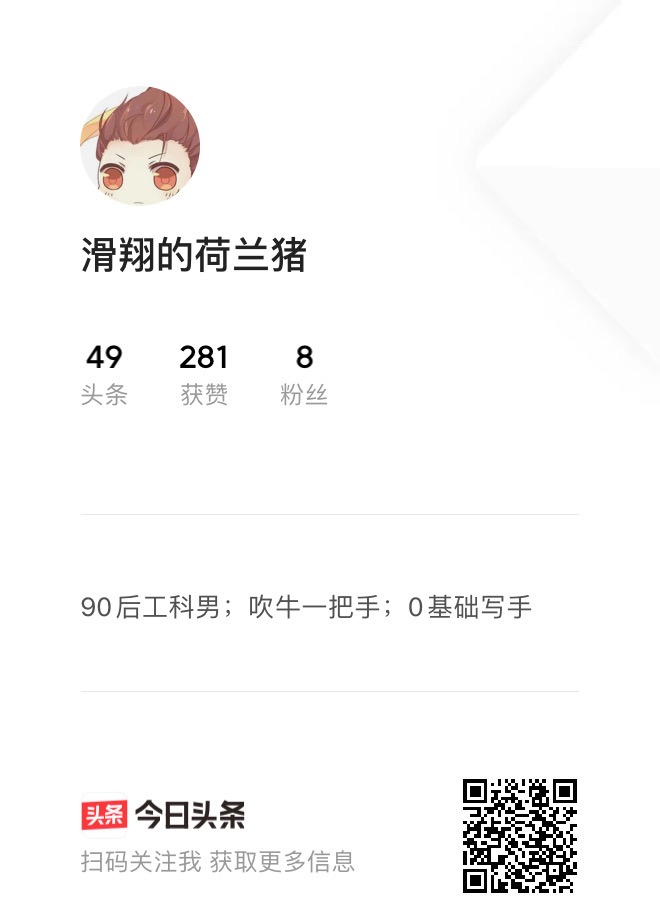 滑翔的荷兰猪
49 281 8
头条 获赞 粉丝
90后工科男；吹牛一把手；0基础写手
头条 今日头条
扫码关注我 获取更多信息